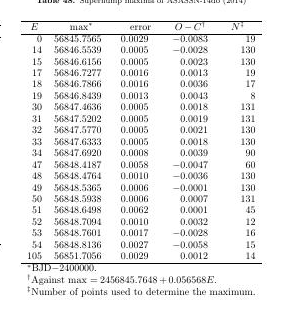 Table 48. Superhump maxima of ASASSN-14do (2014)
E max* error O − C† N‡
0 56845.7565 0.0029 −0.0083 19
14 56846.5539 0.0005 −0.0028 130
15 56846.6156 0.0005 0.0023 130
16 56846.7277 0.0016 0.0013 19
18 56846.7866 0.0016 0.0036 17
19 56846.8439 0.0013 0.0043 8
30 56847.4636 0.0005 0.0018 131
31 56847.5202 0.0005 0.0019 131
32 56847.5770 0.0005 0.0021 130
33 56847.6333 0.0005 0.0018 130
34 56847.6920 0.0008 0.0039 90
47 56848.4187 0.0058 −0.0047 60
48 56848.4764 0.0010 −0.0036 130
49 56848.5365 0.0006 −0.0001 130
50 56848.5938 0.0006 0.0007 131
51 56848.6498 0.0062 0.0001 45
52 56848.7094 0.0010 0.0032 12
53 56848.7601 0.0017 −0.0028 16
54 56848.8136 0.0027 −0.0058 15
105 56851.7056 0.0029 0.0012 14
*BJD−2400000.
†Against max = 2456845.7648 + 0.056568E.
‡Number of points used to determine the maximum.